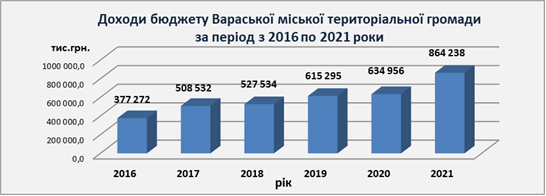 Доходи бюджету Вараської міської територіальної громади
за період з 2016 по 2021 роки
тис.грн.
864 238
1000 000,0
615 295
634 956
508 532
527 534
800 000,0
377 272
600 000,0
400 000,0
200 000,0
0,0
2016 2017 2018 2019 2020 2021
рік